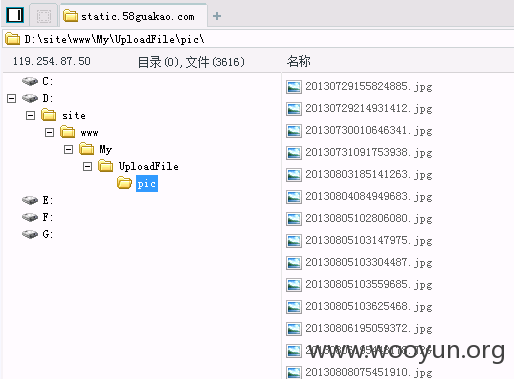 static.58guakao.com
D:\site\www\My\UploadFile\pic\
119.254.87.50 目录(0),文件(3616) 名称
C:
D:
site
www
My
UploadFile
pic
E:
F:
G:
20130729155824885.jpg
20130729214931412.jpg
20130730010646341.jpg
20130731091753938.jpg
20130803185141263.jpg
20130804084949683.jpg
20130805102806080.jpg
20130805103147975.jpg
20130805103304487.jpg
20130805103559685.jpg
20130805103625468.jpg
20130806195059372.jpg
www.wooyun.org
20130808075451910.jpg